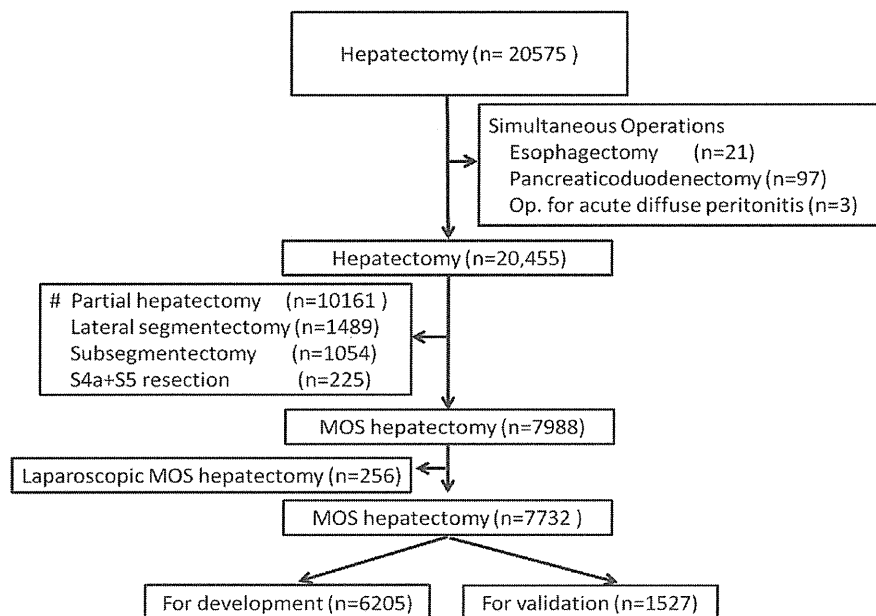 Hepatectomy (n= 20575 )
Simultaneous Operations
Esophagectomy (n=21)
Pancreaticoduodenectomy (n=97)
Op. for acute diffuse peritonitis (n=3)
Hepatectomy (n=20,455)
# Partial hepatectomy (n=10161 )
Lateral segmentectomy (n=1489)
Subsegmentectomy (n=1054)
S4a+S5 resection (n=225)
MOS hepatectomy (n=7988)
Laparoscopic MOS hepatectomy (n=256)
MOS hepatectomy (n=7732 )
For development (n=6205)
For validation (n=1527)